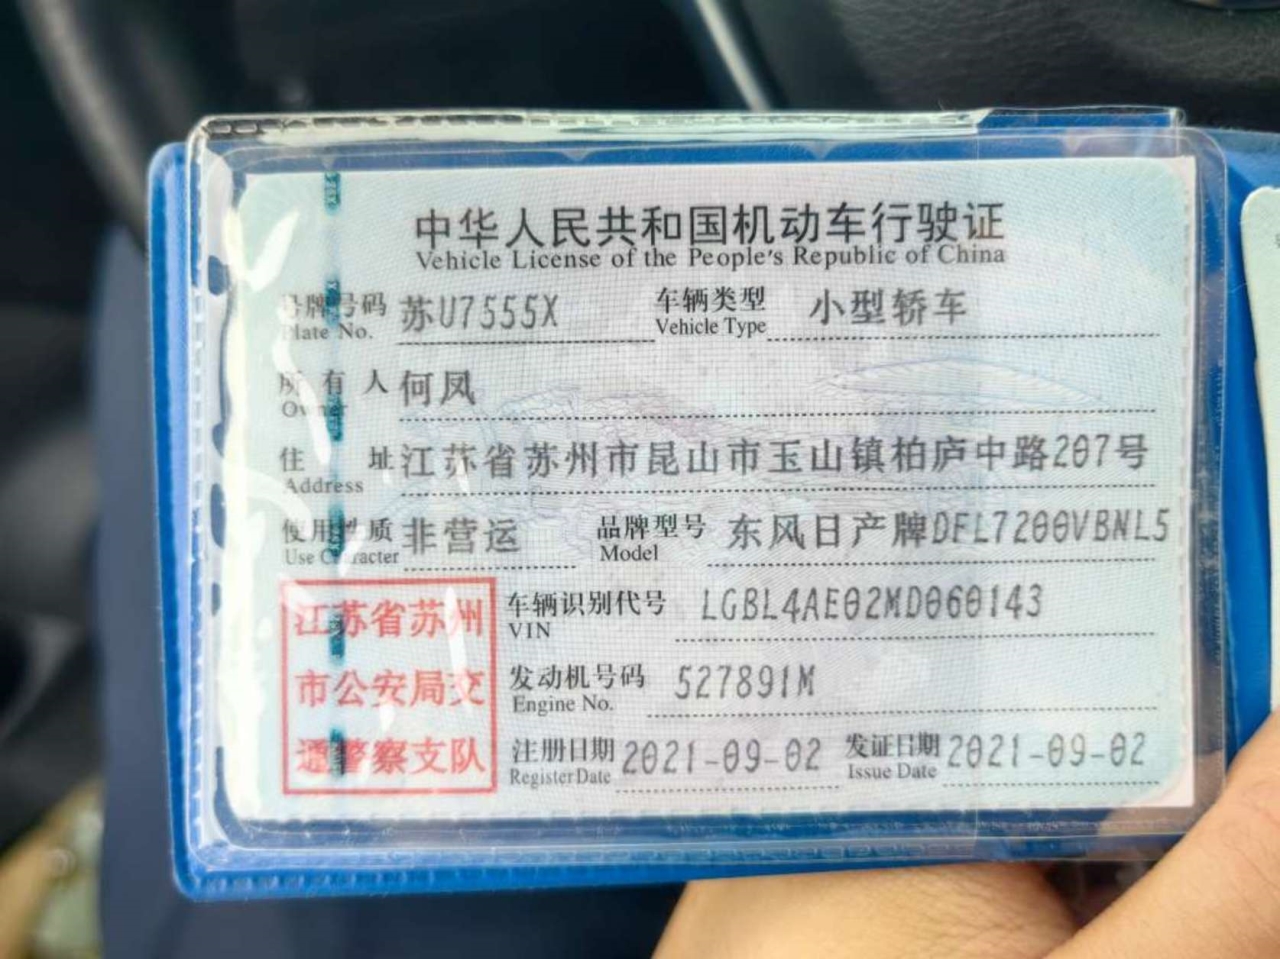 中华人民共和国机动车行驶证
Vehicle License of the People's Republic of China
号牌号码 苏U7555X 车辆类型 小型轿车
Plate No. Vehicle Type
所有人 何凤
Owner
住址 江苏省苏州市昆山市玉山镇柏庐中路207号
Address
使用性质 非营运 品牌型号 东风日产牌DFL7200VBNL5
Use Character Model
江苏省苏州
市公安局交
通警察支队
车辆识别代号 LGBL4AE02MD060143
VIN
发动机号码 527891M
Engine No.
注册日期 2021-09-02 发证日期 2021-09-02
Register Date Issue Date